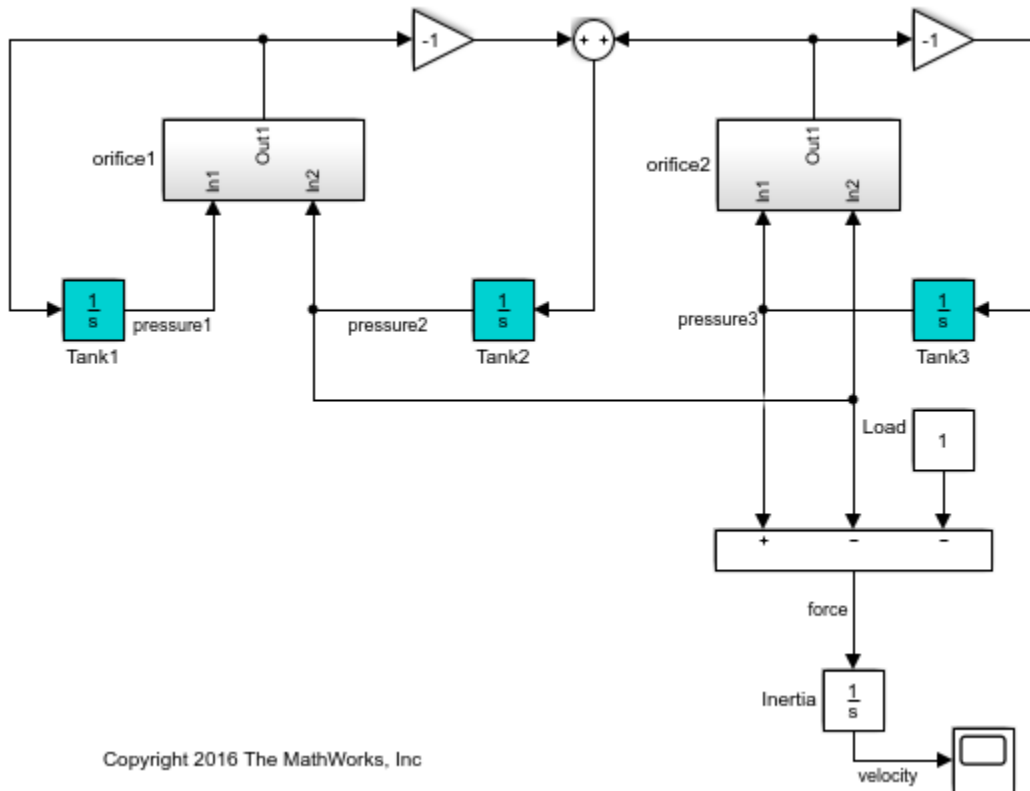 -1
+ +
-1
orifice1
Out1
In1
In2
orifice2
Out1
In1
In2
1
s
pressure1
Tank1
pressure2
1
s
Tank2
pressure3
1
s
Tank3
Load
1
+ − −
force
Inertia
1
s
velocity
Copyright 2016 The MathWorks, Inc